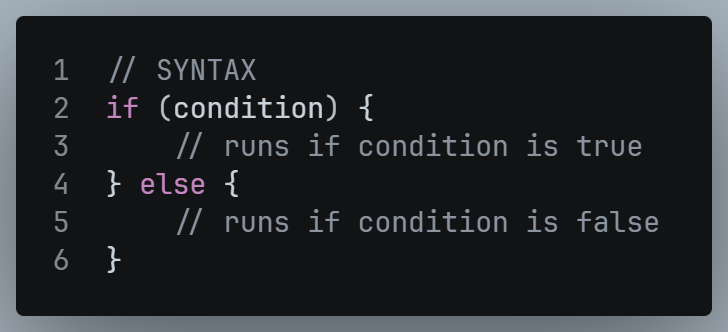 1 // SYNTAX
2 if (condition) {
3     // runs if condition is true
4 } else {
5     // runs if condition is false
6 }